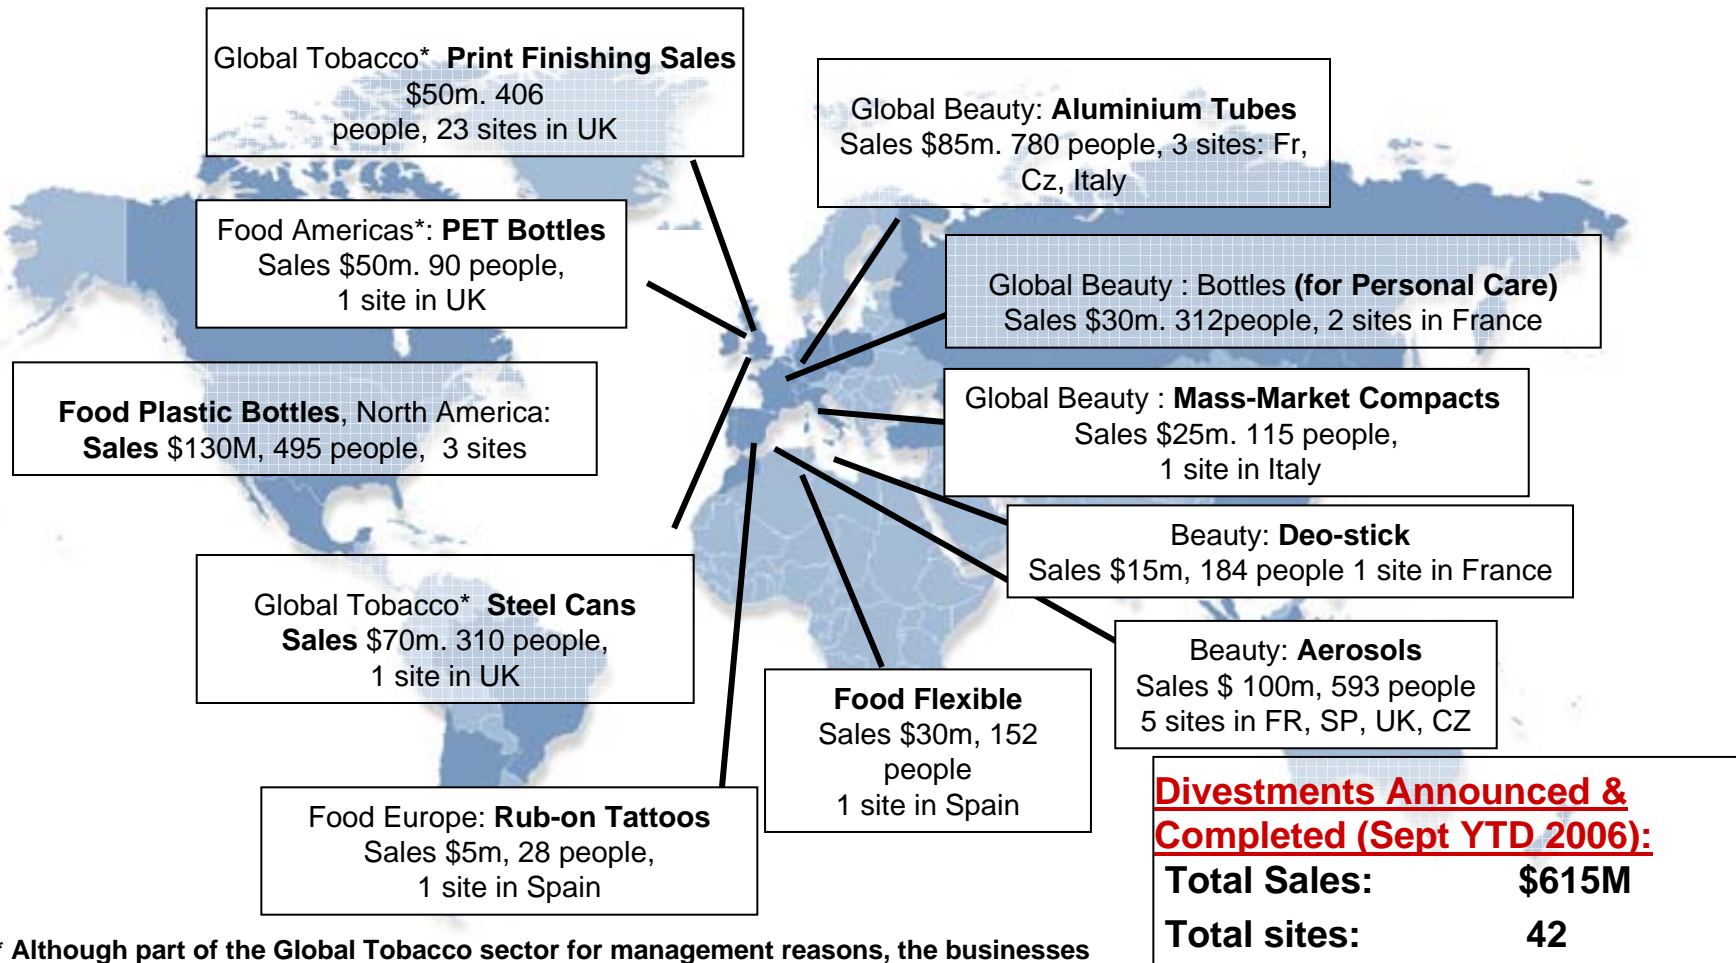 Global Tobacco* Print Finishing Sales
$50m. 406
people, 23 sites in UK
Global Beauty: Aluminium Tubes
Sales $85m. 780 people, 3 sites: Fr,
Cz, Italy
Food Americas*: PET Bottles
Sales $50m. 90 people,
1 site in UK
Global Beauty : Bottles (for Personal Care)
Sales $30m. 312people, 2 sites in France
Food Plastic Bottles, North America:
Sales $130M, 495 people, 3 sites
Global Beauty : Mass-Market Compacts
Sales $25m. 115 people,
1 site in Italy
Beauty: Deo-stick
Sales $15m, 184 people 1 site in France
Global Tobacco* Steel Cans
Sales $70m. 310 people,
1 site in UK
Beauty: Aerosols
Sales $ 100m, 593 people
5 sites in FR, SP, UK, CZ
Food Flexible
Sales $30m, 152
people
1 site in Spain
Food Europe: Rub-on Tattoos
Sales $5m, 28 people,
1 site in Spain
Divestments Announced &
Completed (Sept YTD 2006):
Total Sales: $615M
Total sites: 42
* Although part of the Global Tobacco sector for management reasons, the businesses